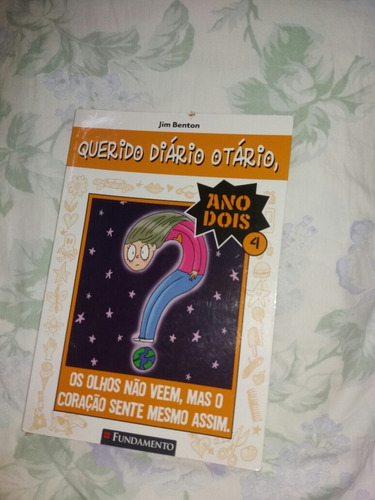 Jim Benton
QUERIDO DIÁRIO OTÁRIO,
ANO
DOIS
4
OS OLHOS NÃO VEEM, MAS O
CORAÇÃO SENTE MESMO ASSIM.
FUNDAMENTO